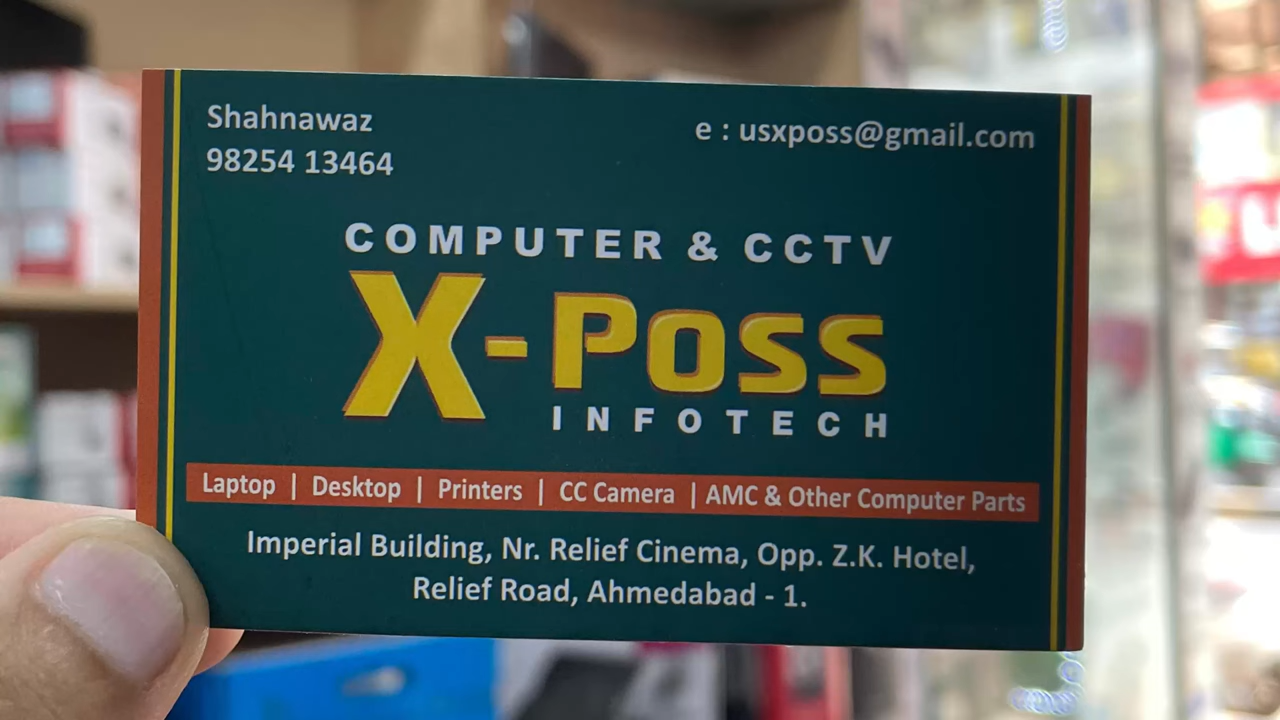 Shahnawaz
98254 13464
e : usxposs@gmail.com
COMPUTER & CCTV
X-Poss
INFOTECH
Laptop | Desktop | Printers | CC Camera | AMC & Other Computer Parts
Imperial Building, Nr. Relief Cinema, Opp. Z.K. Hotel,
Relief Road, Ahmedabad - 1.